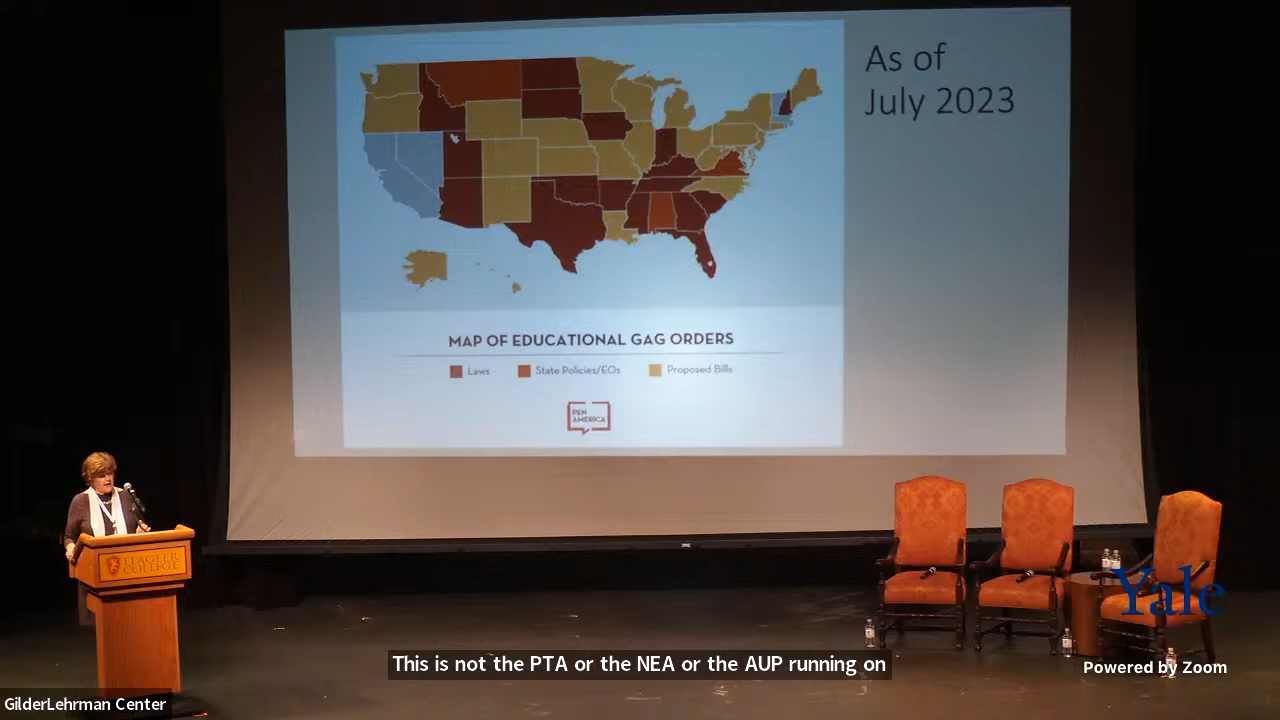 As of
July 2023
MAP OF EDUCATIONAL GAG ORDERS
Laws State Policies/EOs Proposed Bills
PEN
AMERICA
FLAGLER
COLLEGE
Yale
This is not the PTA or the NEA or the AUP running on
Powered by Zoom
GilderLehrman Center